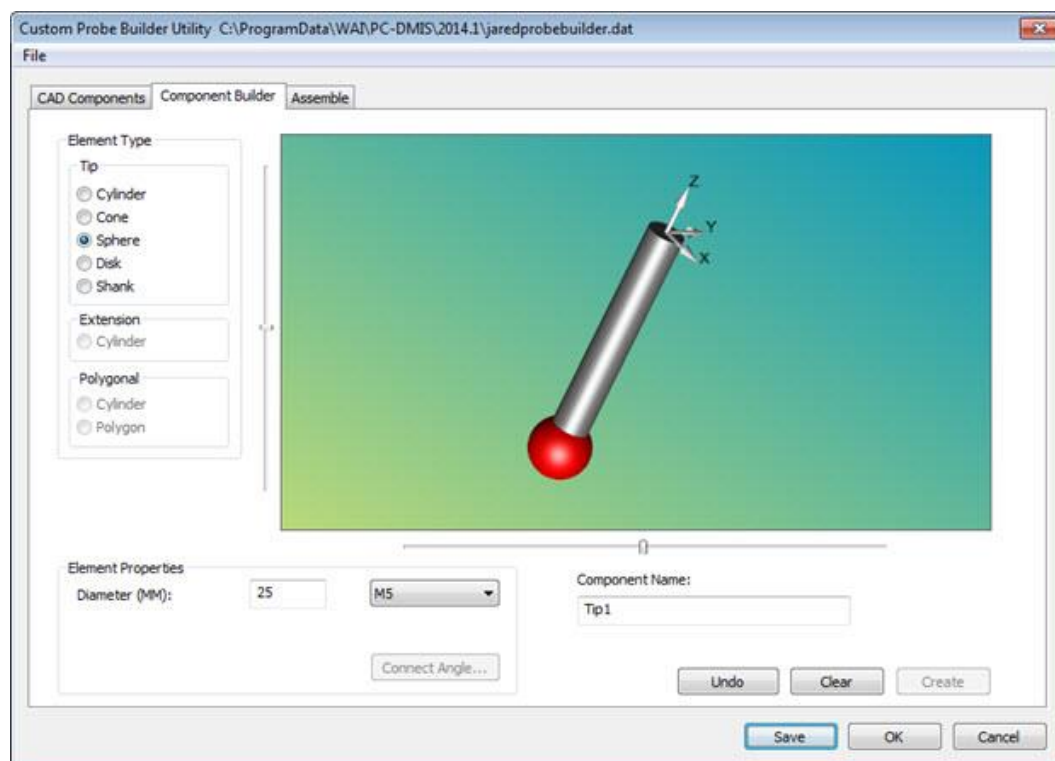 Custom Probe Builder Utility C:\ProgramData\WAI\PC-DMIS\2014.1\jaredprobebuilder.dat
File
CAD Components Component Builder Assemble
Element Type
Tip
Cylinder
Cone
Sphere
Disk
Shank
Extension
Cylinder
Polygonal
Cylinder
Polygon
Z
Y
X
Element Properties
Diameter (MM): 25 M5
Connect Angle...
Component Name:
Tip1
Undo Clear Create
Save OK Cancel